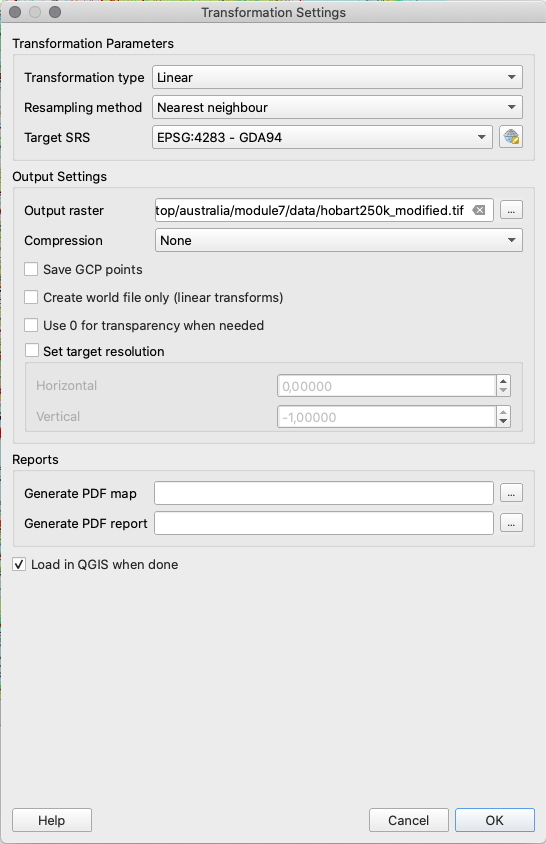 Transformation Settings
Transformation Parameters
Transformation type Linear
Resampling method Nearest neighbour
Target SRS EPSG:4283 - GDA94
Output Settings
Output raster top/australia/module7/data/hobart250k_modified.tif ...
Compression None
Save GCP points
Create world file only (linear transforms)
Use 0 for transparency when needed
Set target resolution
Horizontal 0,00000
Vertical -1,00000
Reports
Generate PDF map ...
Generate PDF report ...
Load in QGIS when done
Help Cancel OK